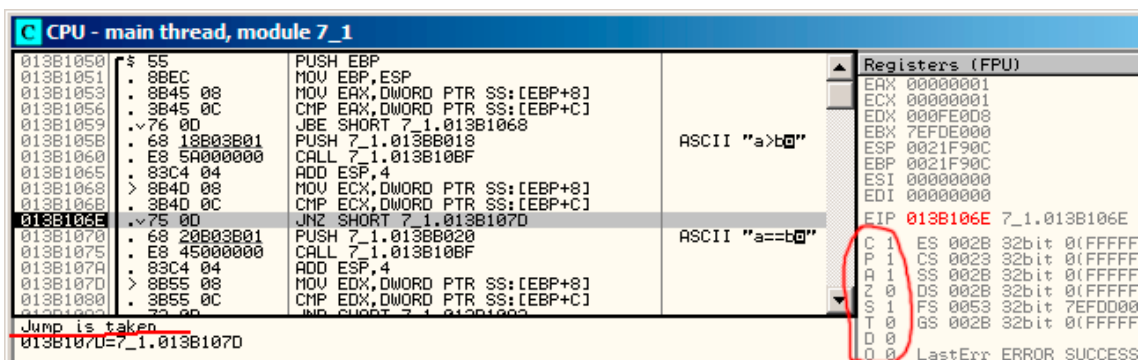 C CPU - main thread, module 7_1
013B1050 $ 55 PUSH EBP
013B1051 . 8BEC MOV EBP,ESP
013B1053 . 8B45 08 MOV EAX,DWORD PTR SS:[EBP+8]
013B1056 . 3B45 0C CMP EAX,DWORD PTR SS:[EBP+C]
013B1059 .v76 0D JBE SHORT 7_1.013B1068
013B105B . 68 18B03B01 PUSH 7_1.013BB018 ASCII "a>b◙"
013B1060 . E8 5A000000 CALL 7_1.013B10BF
013B1065 . 83C4 04 ADD ESP,4
013B1068 > 8B4D 08 MOV ECX,DWORD PTR SS:[EBP+8]
013B106B . 3B4D 0C CMP ECX,DWORD PTR SS:[EBP+C]
013B106E .v75 0D JNZ SHORT 7_1.013B107D
013B1070 . 68 20B03B01 PUSH 7_1.013BB020 ASCII "a==b◙"
013B1075 . E8 45000000 CALL 7_1.013B10BF
013B107A . 83C4 04 ADD ESP,4
013B107D > 8B55 08 MOV EDX,DWORD PTR SS:[EBP+8]
013B1080 . 3B55 0C CMP EDX,DWORD PTR SS:[EBP+C]
Jump is taken
013B107D=7_1.013B107D
Registers (FPU)
EAX 00000001
ECX 00000001
EDX 000FE0D8
EBX 7EFDE000
ESP 0021F90C
EBP 0021F90C
ESI 00000000
EDI 00000000
EIP 013B106E 7_1.013B106E
C 1 ES 002B 32bit 0(FFFFF
P 1 CS 0023 32bit 0(FFFFF
A 1 SS 002B 32bit 0(FFFFF
Z 0 DS 002B 32bit 0(FFFFF
S 1 FS 0053 32bit 7EFDD00
T 0 GS 002B 32bit 0(FFFFF
D 0
O 0 LastErr ERROR_SUCCESS